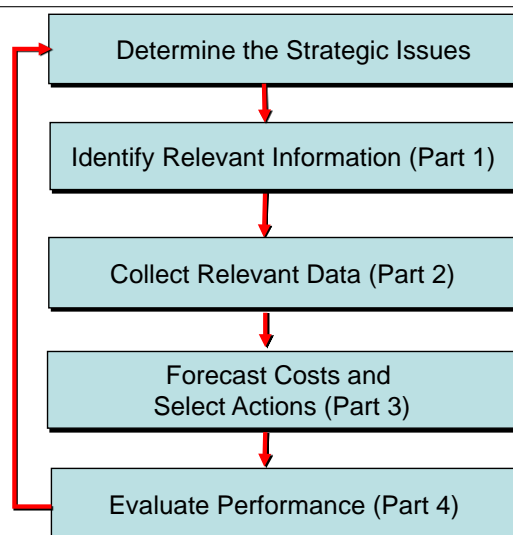 Determine the Strategic Issues
Identify Relevant Information (Part 1)
Collect Relevant Data (Part 2)
Forecast Costs and
Select Actions (Part 3)
Evaluate Performance (Part 4)